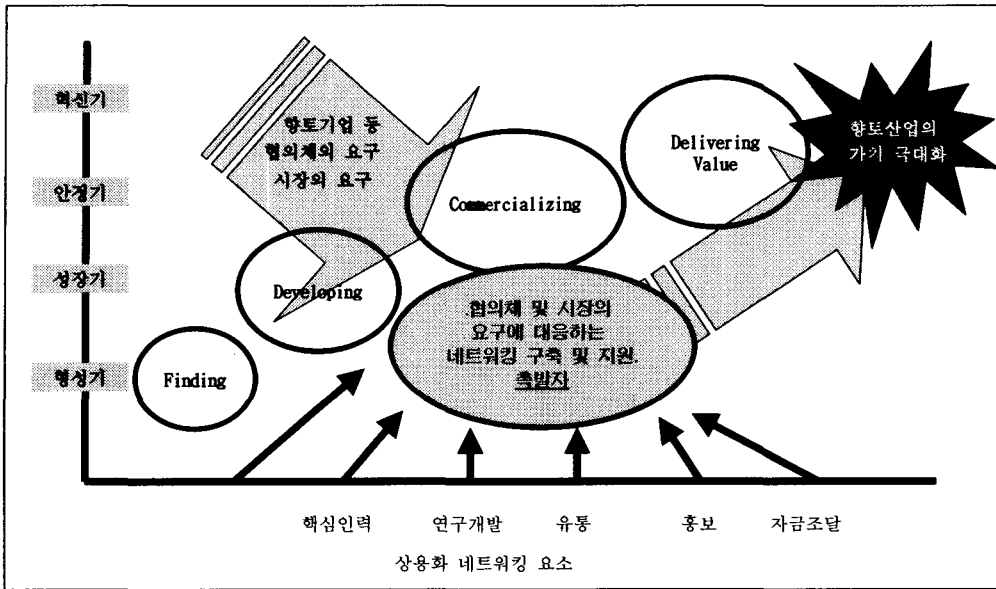 혁신기
안정기
성장기
형성기
향토기업 등
협의체의 요구
시장의 요구
Finding
Developing
Commercializing
Delivering
Value
향토산업의
가치 극대화
협의체 및 시장의
요구에 대응하는
네트워킹 구축 및 지원.
촉발자
핵심인력
연구개발
유통
홍보
자금조달
상용화 네트워킹 요소